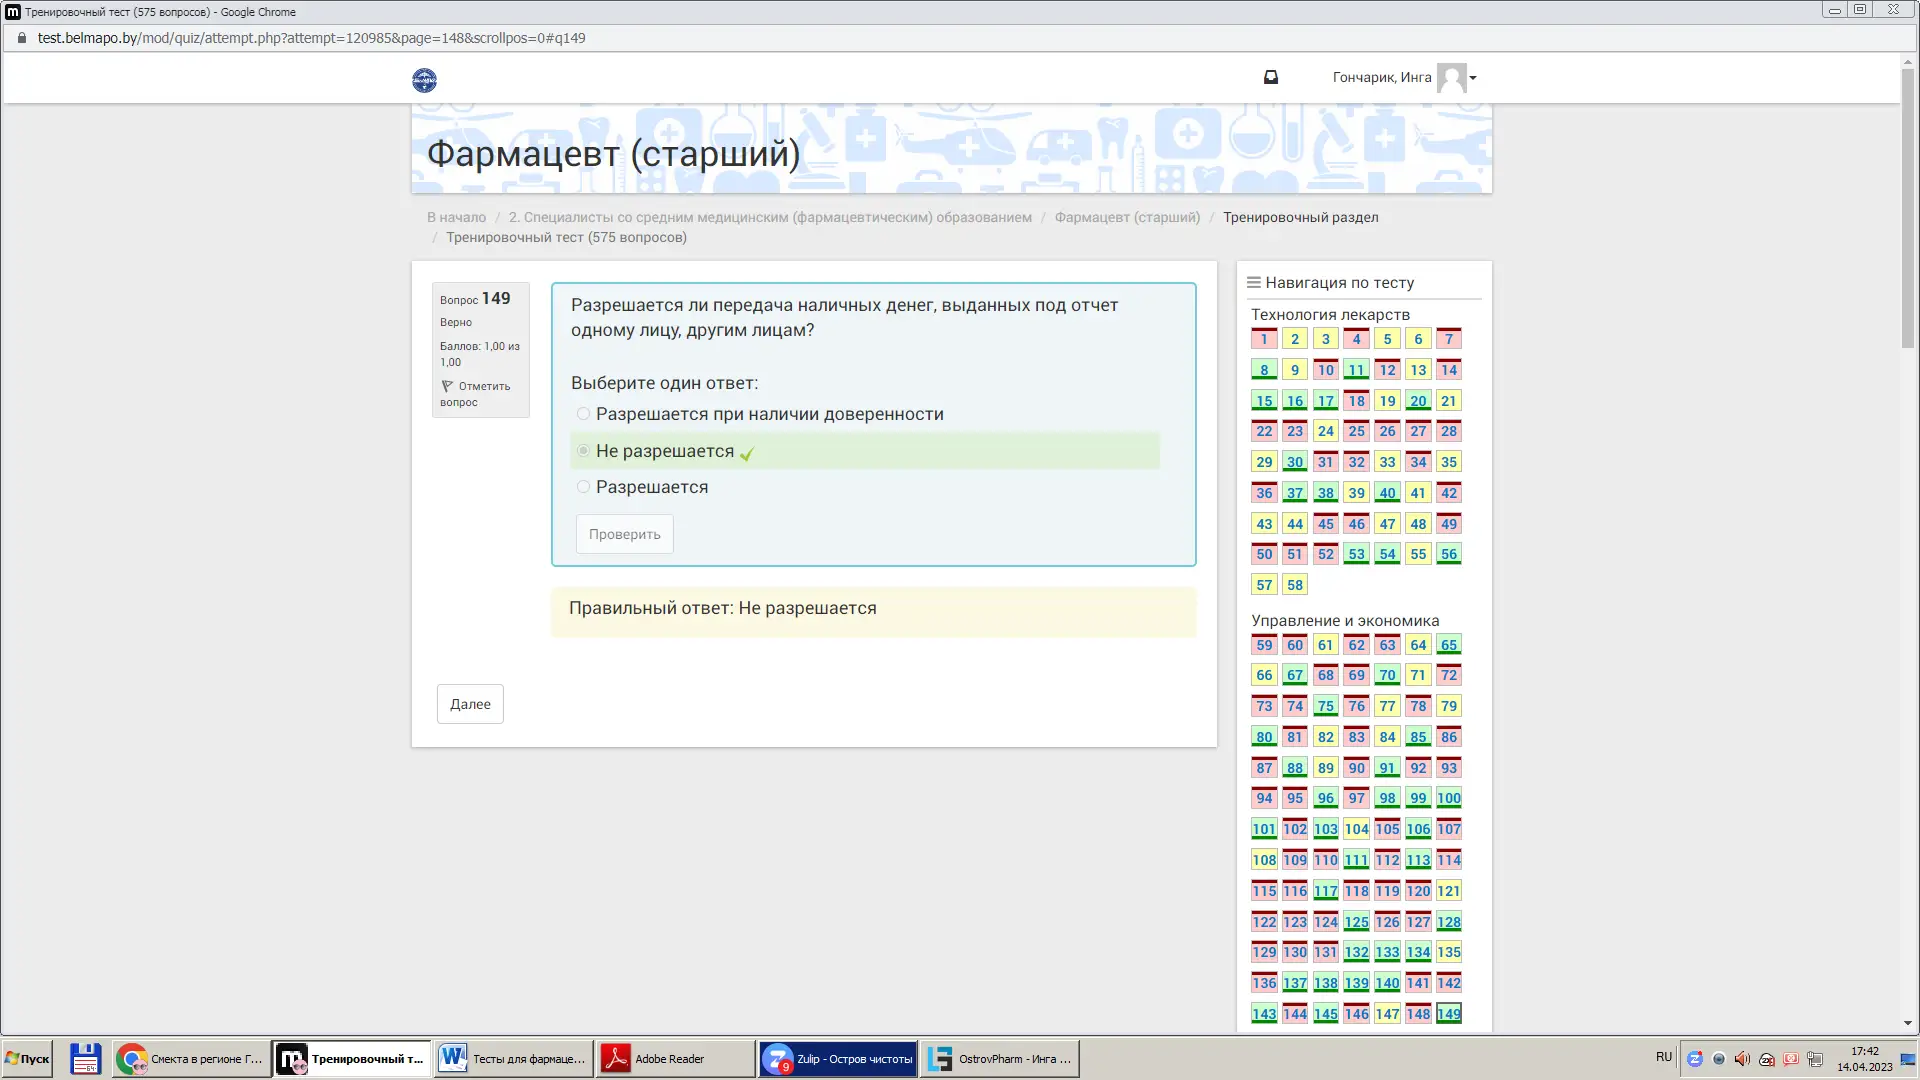 Тренировочный тест (575 вопросов) - Google Chrome
test.belmapo.by/mod/quiz/attempt.php?attempt=120985&page=148&scrollpos=0#q149
Гончарик, Инга
Фармацевт (старший)
В начало / 2. Специалисты со средним медицинским (фармацевтическим) образованием / Фармацевт (старший) / Тренировочный раздел
/ Тренировочный тест (575 вопросов)
Вопрос 149
Верно
Баллов: 1,00 из
1,00
Отметить
вопрос
Разрешается ли передача наличных денег, выданных под отчет
одному лицу, другим лицам?
Выберите один ответ:
Разрешается при наличии доверенности
Не разрешается
Разрешается
Проверить
Правильный ответ: Не разрешается
Далее
Навигация по тесту
Технология лекарств
1 2 3 4 5 6 7
8 9 10 11 12 13 14
15 16 17 18 19 20 21
22 23 24 25 26 27 28
29 30 31 32 33 34 35
36 37 38 39 40 41 42
43 44 45 46 47 48 49
50 51 52 53 54 55 56
57 58
Управление и экономика
59 60 61 62 63 64 65
66 67 68 69 70 71 72
73 74 75 76 77 78 79
80 81 82 83 84 85 86
87 88 89 90 91 92 93
94 95 96 97 98 99 100
101 102 103 104 105 106 107
108 109 110 111 112 113 114
115 116 117 118 119 120 121
122 123 124 125 126 127 128
129 130 131 132 133 134 135
136 137 138 139 140 141 142
143 144 145 146 147 148 149
Пуск
Смекта в регионе Г...
Тренировочный т...
Тесты для фармаце...
Adobe Reader
9
Zulip - Остров чистоты
OstrovPharm - Инга ...
RU
17:42
14.04.2023